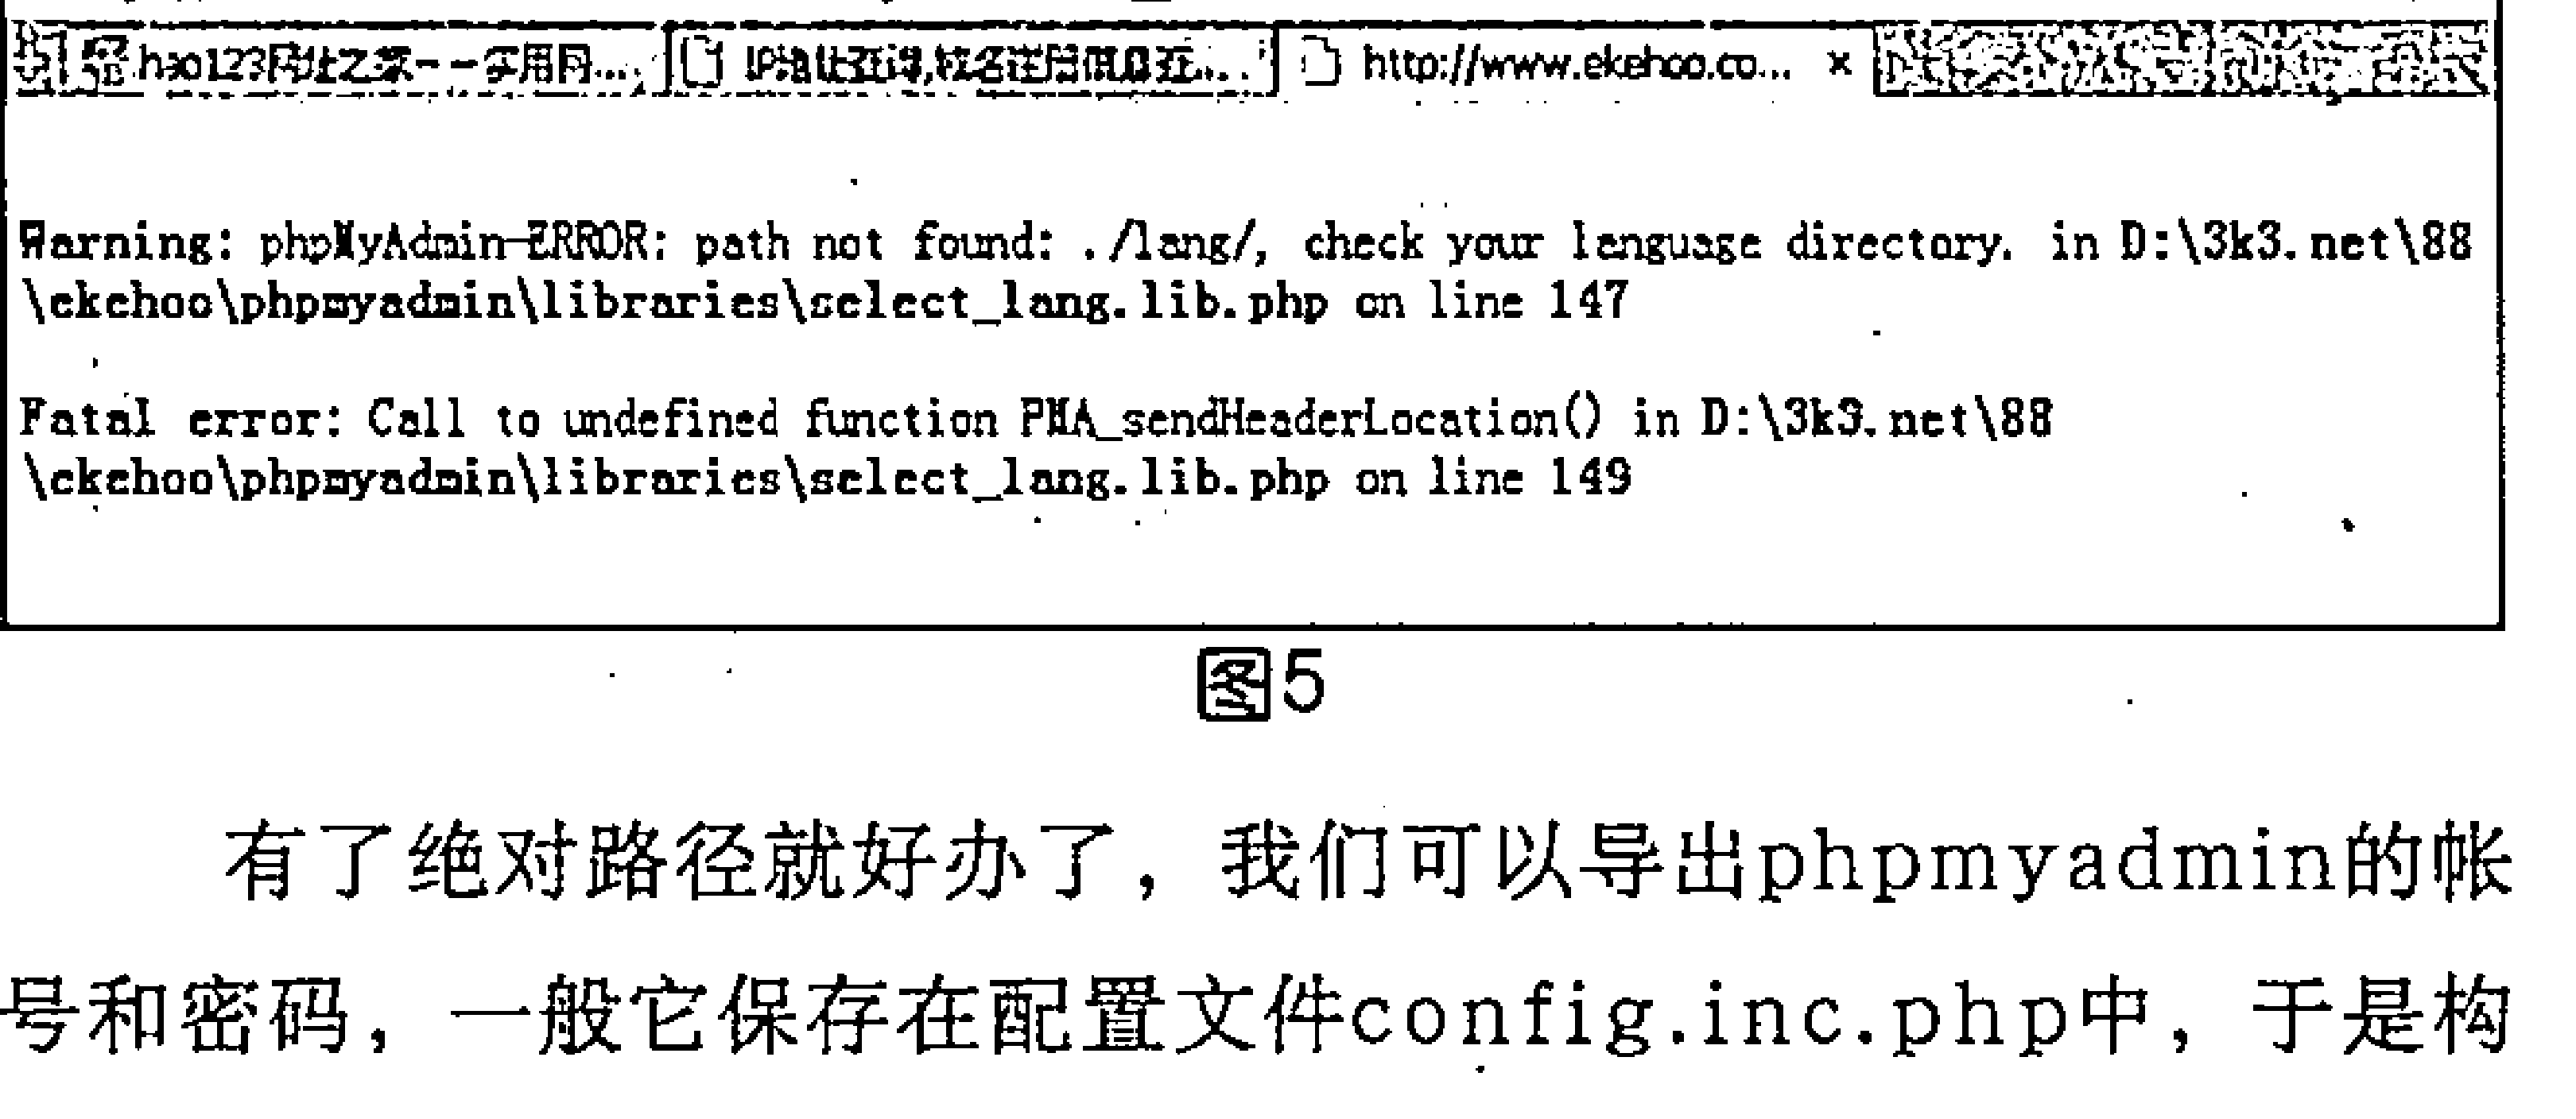 hao123网址之家--实用网...
IP地址查询,
http://www.ekehoo.co... ×
Warning: phpMyAdmin-ERROR: path not found: ./lang/, check your language directory. in D:\3k3.net\88
\ekehoo\phpmyadmin\libraries\select_lang.lib.php on line 147
Fatal error: Call to undefined function PMA_sendHeaderLocation() in D:\3k3.net\88
\ekehoo\phpmyadmin\libraries\select_lang.lib.php on line 149
图5
有了绝对路径就好办了，我们可以导出phpmyadmin的帐
号和密码，一般它保存在配置文件config.inc.php中，于是构